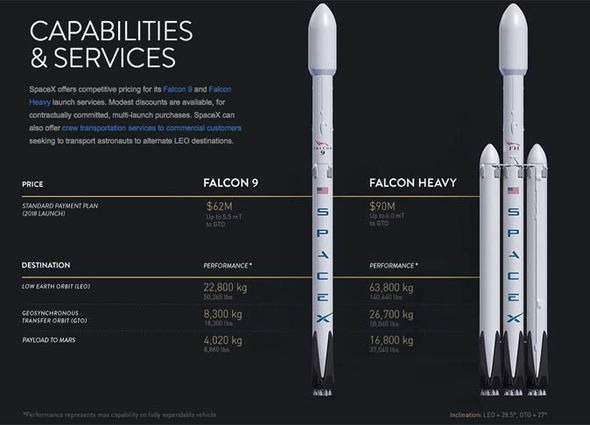 CAPABILITIES
& SERVICES
SpaceX offers competitive pricing for its Falcon 9 and Falcon
Heavy launch services. Modest discounts are available, for
contractually committed, multi-launch purchases. SpaceX can
also offer crew transportation services to commercial customers
seeking to transport astronauts to alternate LEO destinations.
PRICE FALCON 9 FALCON HEAVY
STANDARD PAYMENT PLAN $62M $90M
(2018 LAUNCH) Up to 5.5 mT Up to 8.0 mT
to GTO to GTO
DESTINATION PERFORMANCE* PERFORMANCE*
LOW EARTH ORBIT (LEO) 22,800 kg 63,800 kg
50,265 lbs 140,660 lbs
GEOSYNCHRONOUS 8,300 kg 26,700 kg
TRANSFER ORBIT (GTO) 18,300 lbs 58,860 lbs
PAYLOAD TO MARS 4,020 kg 16,800 kg
8,860 lbs 37,040 lbs
FALCON
9
SPACEX
FH
SPACEX
*Performance represents max capability on fully expendable vehicle
Inclination: LEO = 28.5°, GTO = 27°